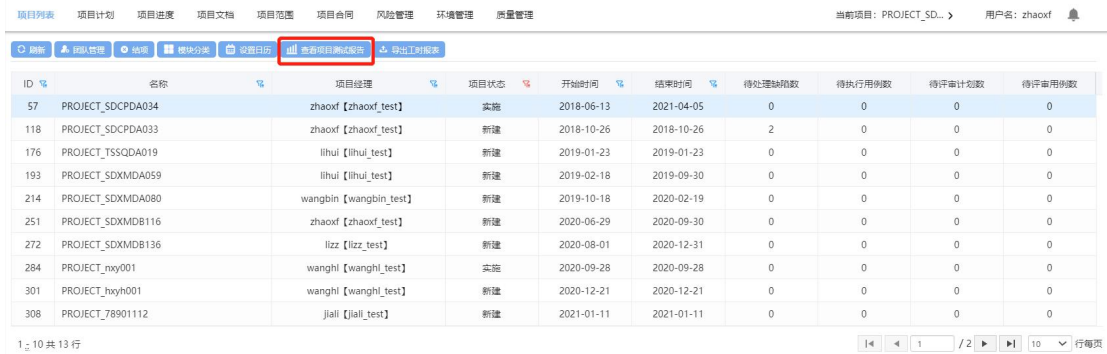 项目列表 项目计划 项目进度 项目文档 项目范围 项目合同 风险管理 环境管理 质量管理 当前项目：PROJECT_SD... 用户名：zhaoxf
刷新 团队管理 结项 模块分类 设置日历 查看项目测试报告 导出工时报表
ID 名称 项目经理 项目状态 开始时间 结束时间 待处理缺陷数 待执行用例数 待评审计划数 待评审用例数
57 PROJECT_SDCPDA034 zhaoxf【zhaoxf_test】 实施 2018-06-13 2021-04-05 0 0 0 0
118 PROJECT_SDCPDA033 zhaoxf【zhaoxf_test】 新建 2018-10-26 2018-10-26 2 0 0 0
176 PROJECT_TSSQDA019 lihui【lihui_test】 新建 2019-01-23 2019-01-23 0 0 0 0
193 PROJECT_SDXMDA059 lihui【lihui_test】 新建 2019-02-18 2019-09-30 0 0 0 0
214 PROJECT_SDXMDA080 wangbin【wangbin_test】 新建 2019-10-18 2020-02-19 0 0 0 0
251 PROJECT_SDXMDB116 zhaoxf【zhaoxf_test】 新建 2020-06-29 2020-09-30 0 0 0 0
272 PROJECT_SDXMDB136 lizz【lizz_test】 新建 2020-08-01 2020-12-31 0 0 0 0
284 PROJECT_nxy001 wanghl【wanghl_test】 实施 2020-09-28 2020-09-28 0 0 0 0
301 PROJECT_hxyh001 wanghl【wanghl_test】 新建 2020-12-21 2020-12-21 0 0 0 0
308 PROJECT_78901112 jiali【jiali_test】 新建 2021-01-11 2021-01-11 0 0 0 0
1 - 10 共 13 行 1 / 2 10 行每页